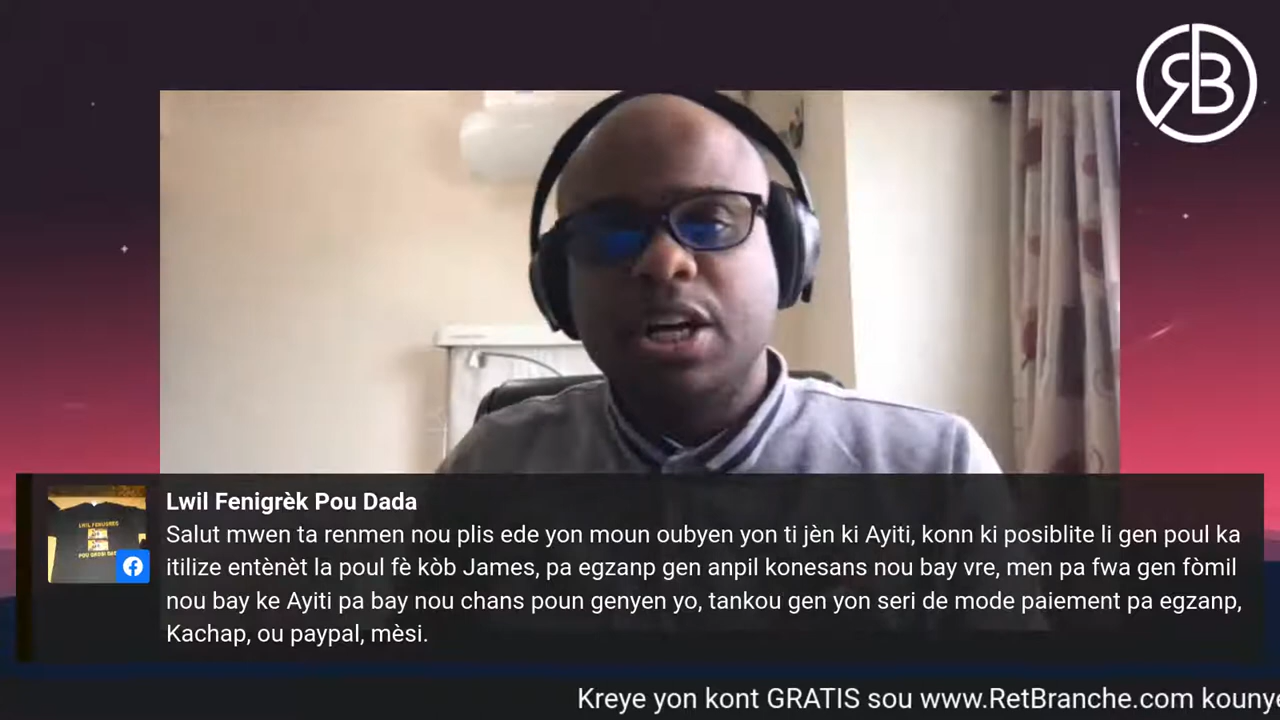 RB
LWIL FENUGREC
Lwil Fenigrèk Pou Dada
Salut mwen ta renmen nou plis ede yon moun oubyen yon ti jèn ki Ayiti, konn ki posiblite li gen poul ka
itilize entènèt la poul fè kòb James, pa egzanp gen anpil konesans nou bay vre, men pa fwa gen fòmil
nou bay ke Ayiti pa bay nou chans poun genyen yo, tankou gen yon seri de mode paiement pa egzanp,
Kachap, ou paypal, mèsi.
Kreye yon kont GRATIS sou www.RetBranche.com kounye